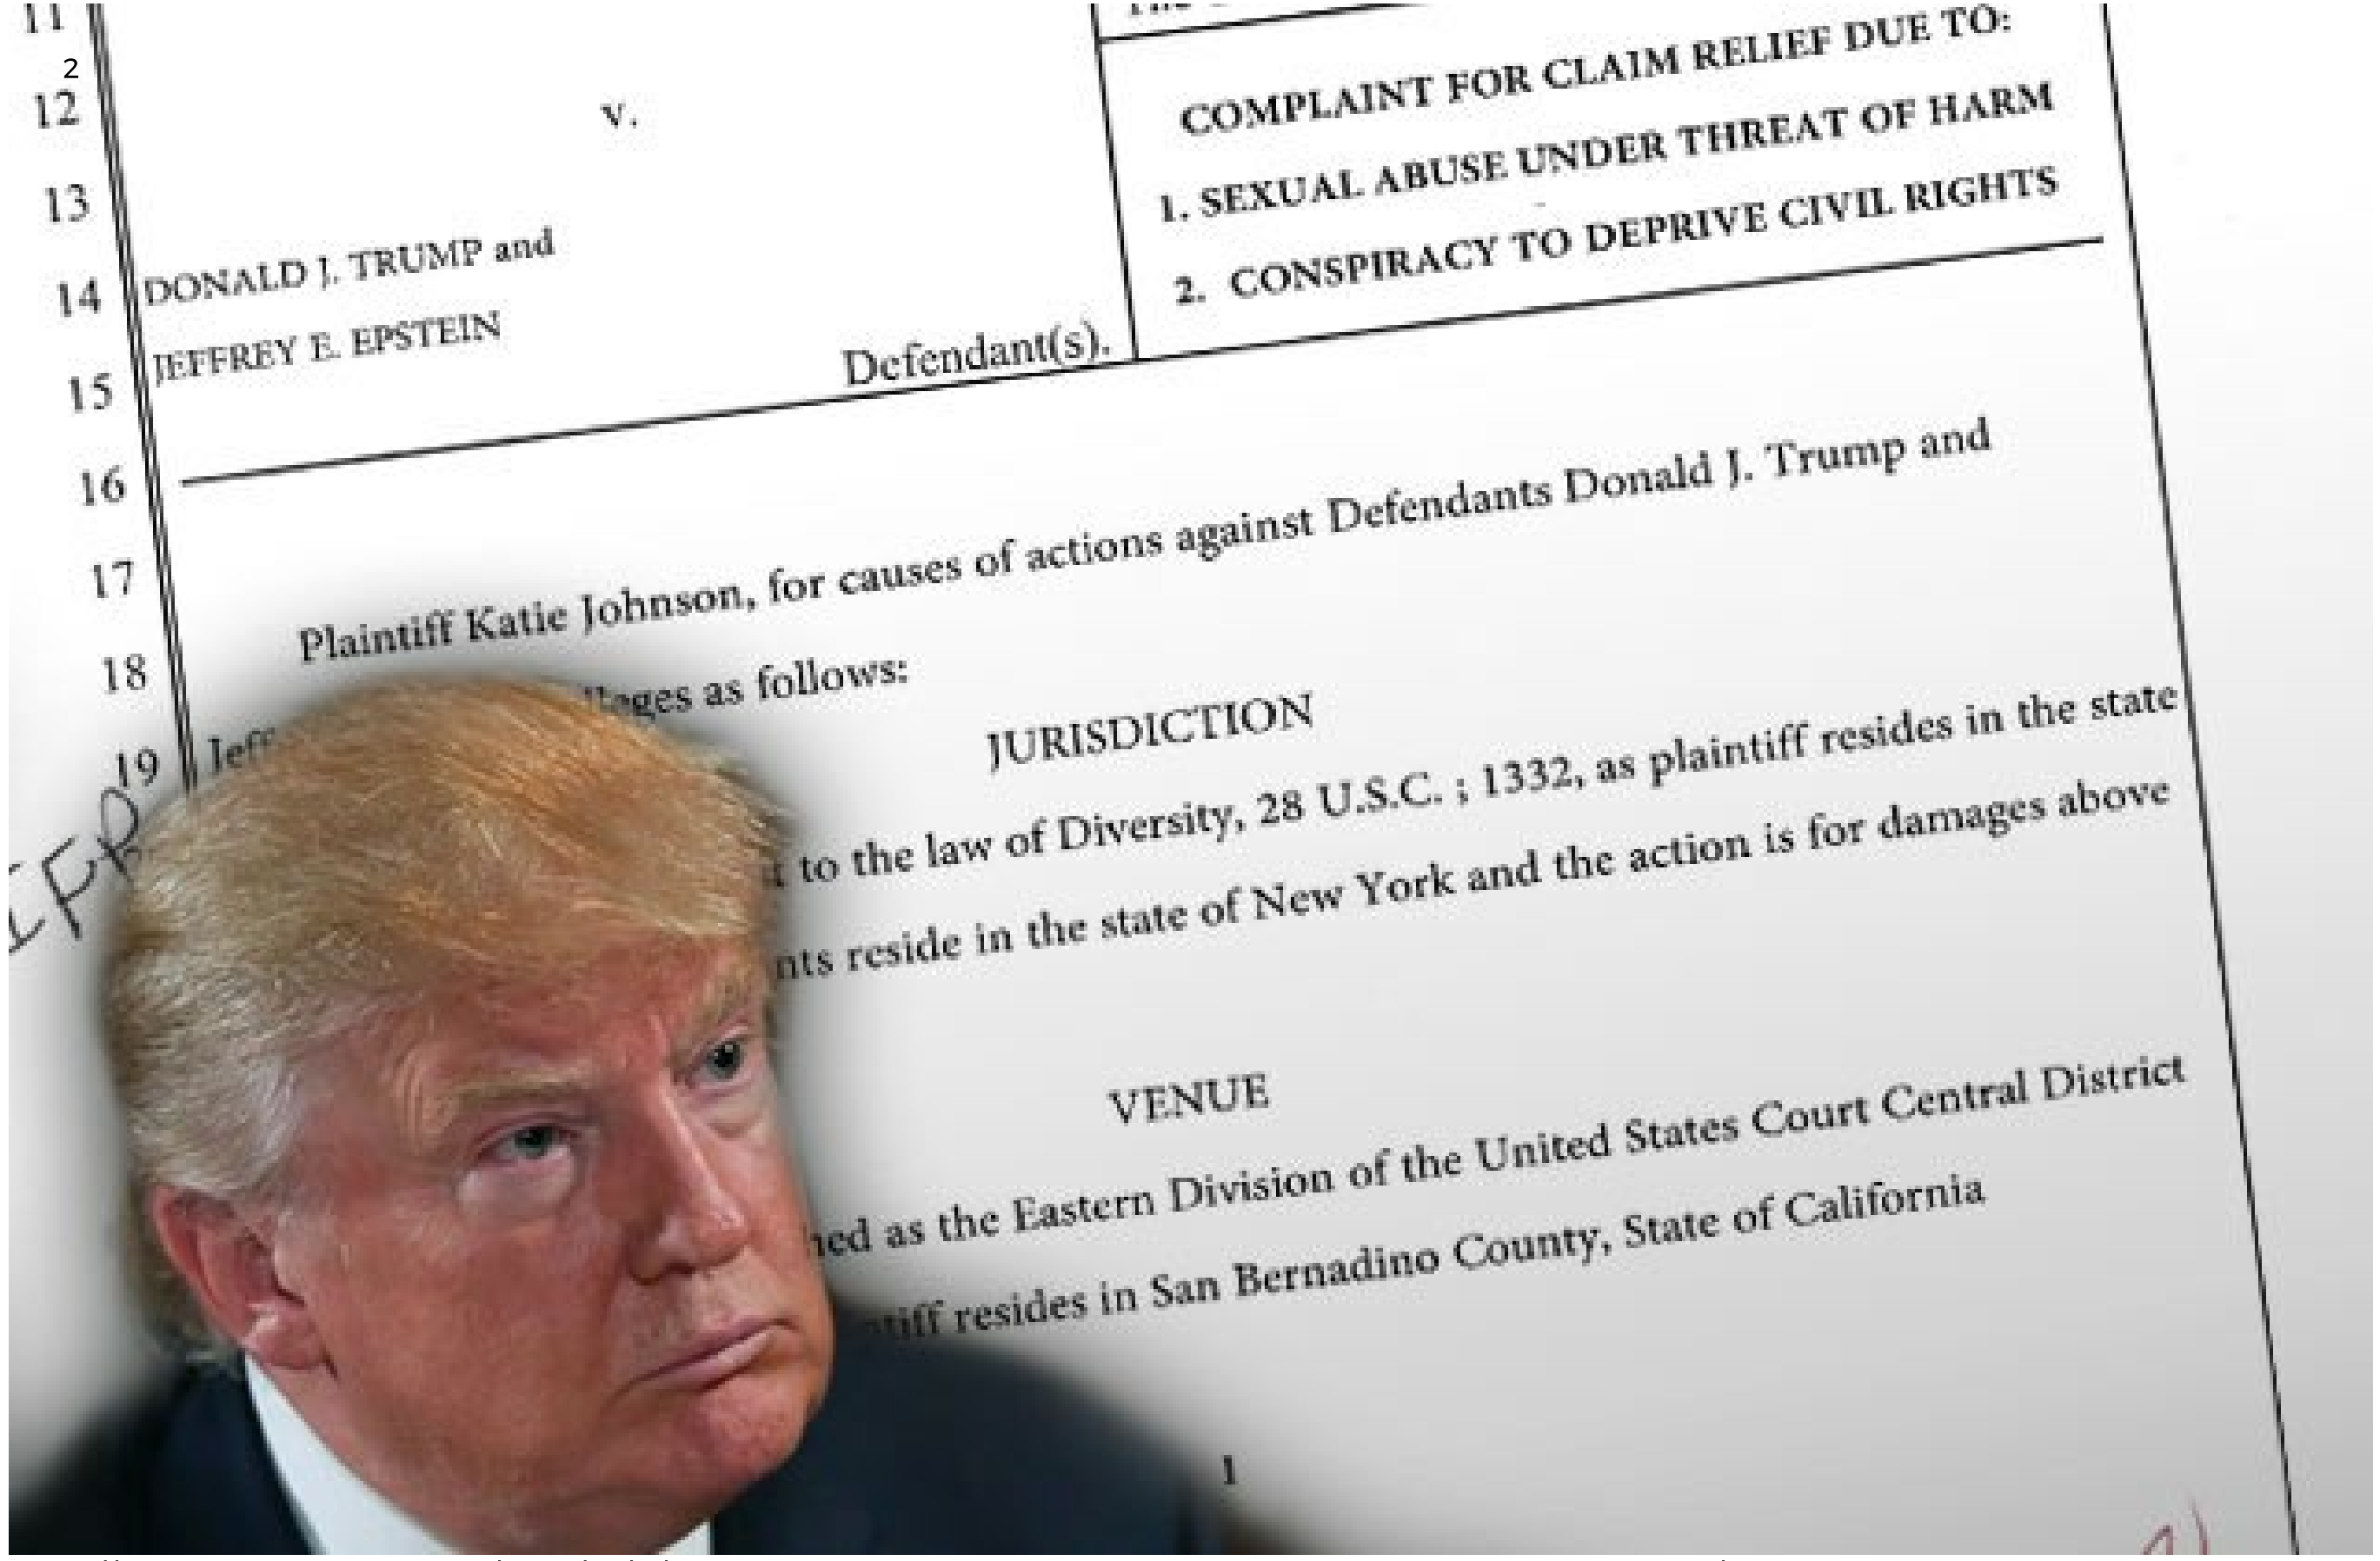 11
2
12
v.
COMPLAINT FOR CLAIM RELIEF DUE TO:
1. SEXUAL ABUSE UNDER THREAT OF HARM
2. CONSPIRACY TO DEPRIVE CIVIL RIGHTS
13
14 DONALD J. TRUMP and
JEFFREY E. EPSTEIN
15
Defendant(s).
16
17
Plaintiff Katie Johnson, for causes of actions against Defendants Donald J. Trump and
18
19 Jeff ages as follows:
JURISDICTION
to the law of Diversity, 28 U.S.C. ; 1332, as plaintiff resides in the state
nts reside in the state of New York and the action is for damages above
IFP
VENUE
ned as the Eastern Division of the United States Court Central District
tiff resides in San Bernadino County, State of California
1